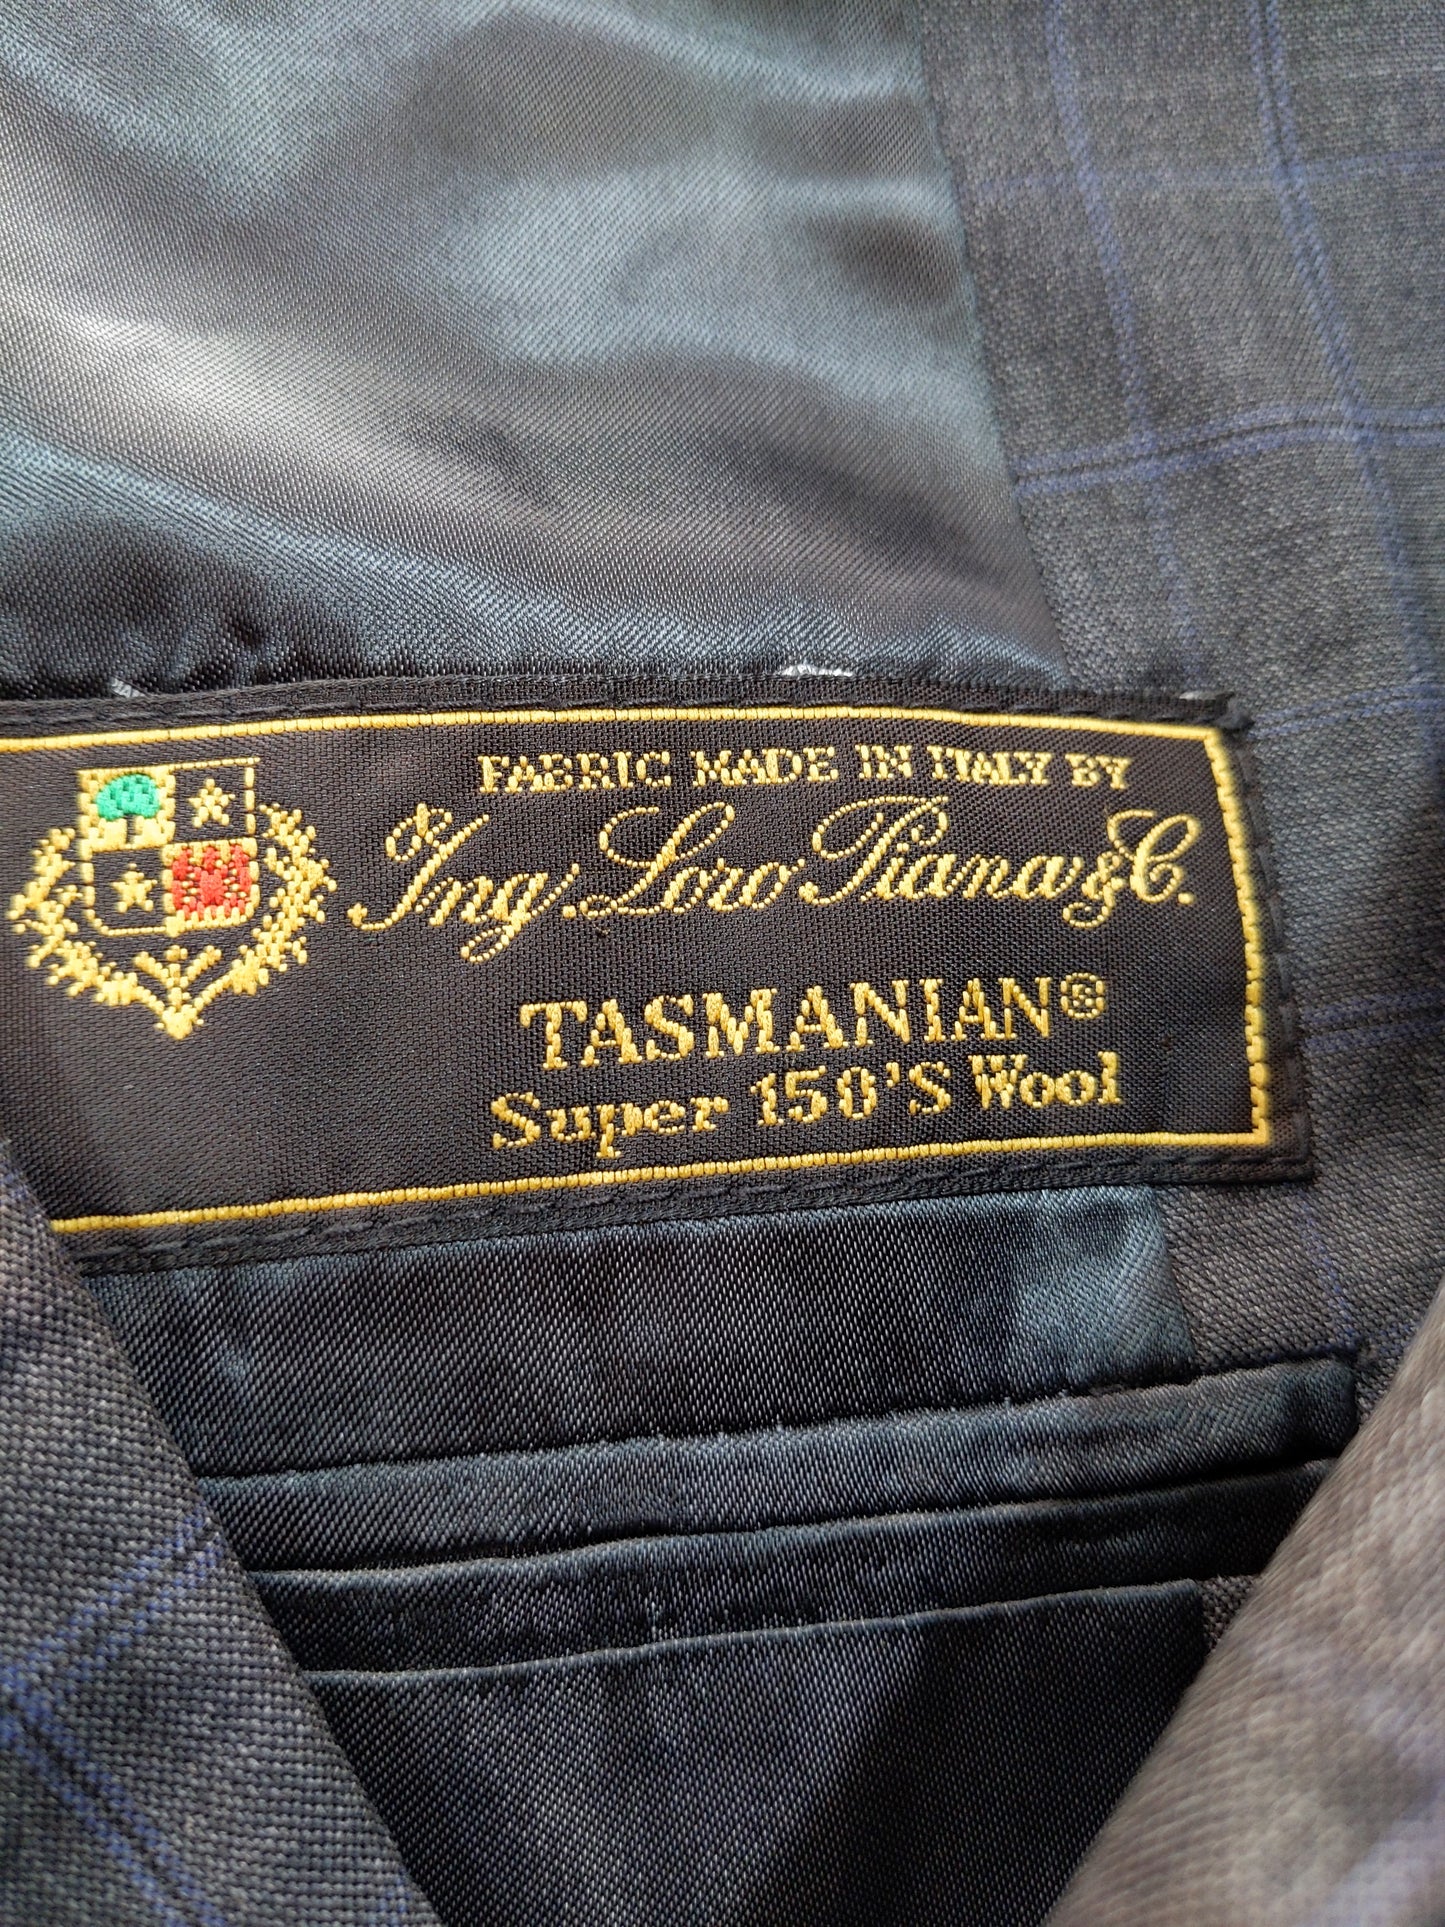 FABRIC MADE IN ITALY BY
Ing. Loro Piana & C.
TASMANIAN®
Super 150'S Wool